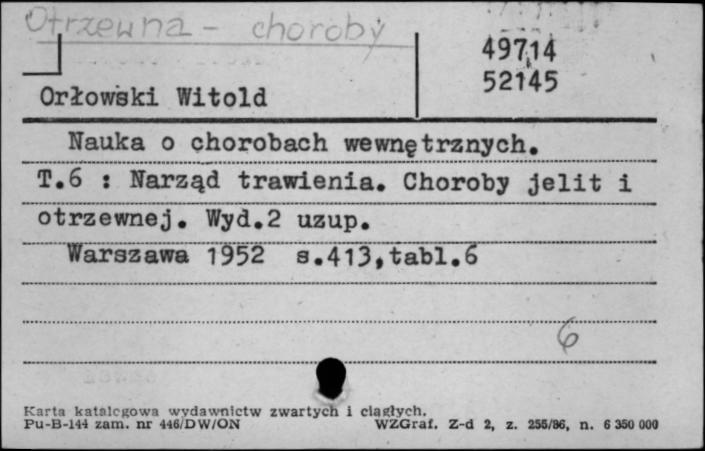 Otrzewna - choroby
49714
52145
Orłowski Witold
Nauka o chorobach wewnętrznych.
T.6 : Narząd trawienia. Choroby jelit i
otrzewnej. Wyd.2 uzup.
Warszawa 1952 s.413,tabl.6
6
Karta katalogowa wydawnictw zwartych i ciągłych.
Pu-B-144 zam. nr 446/DW/ON WZGraf. Z-d 2, z. 255/86, n. 6 350 000